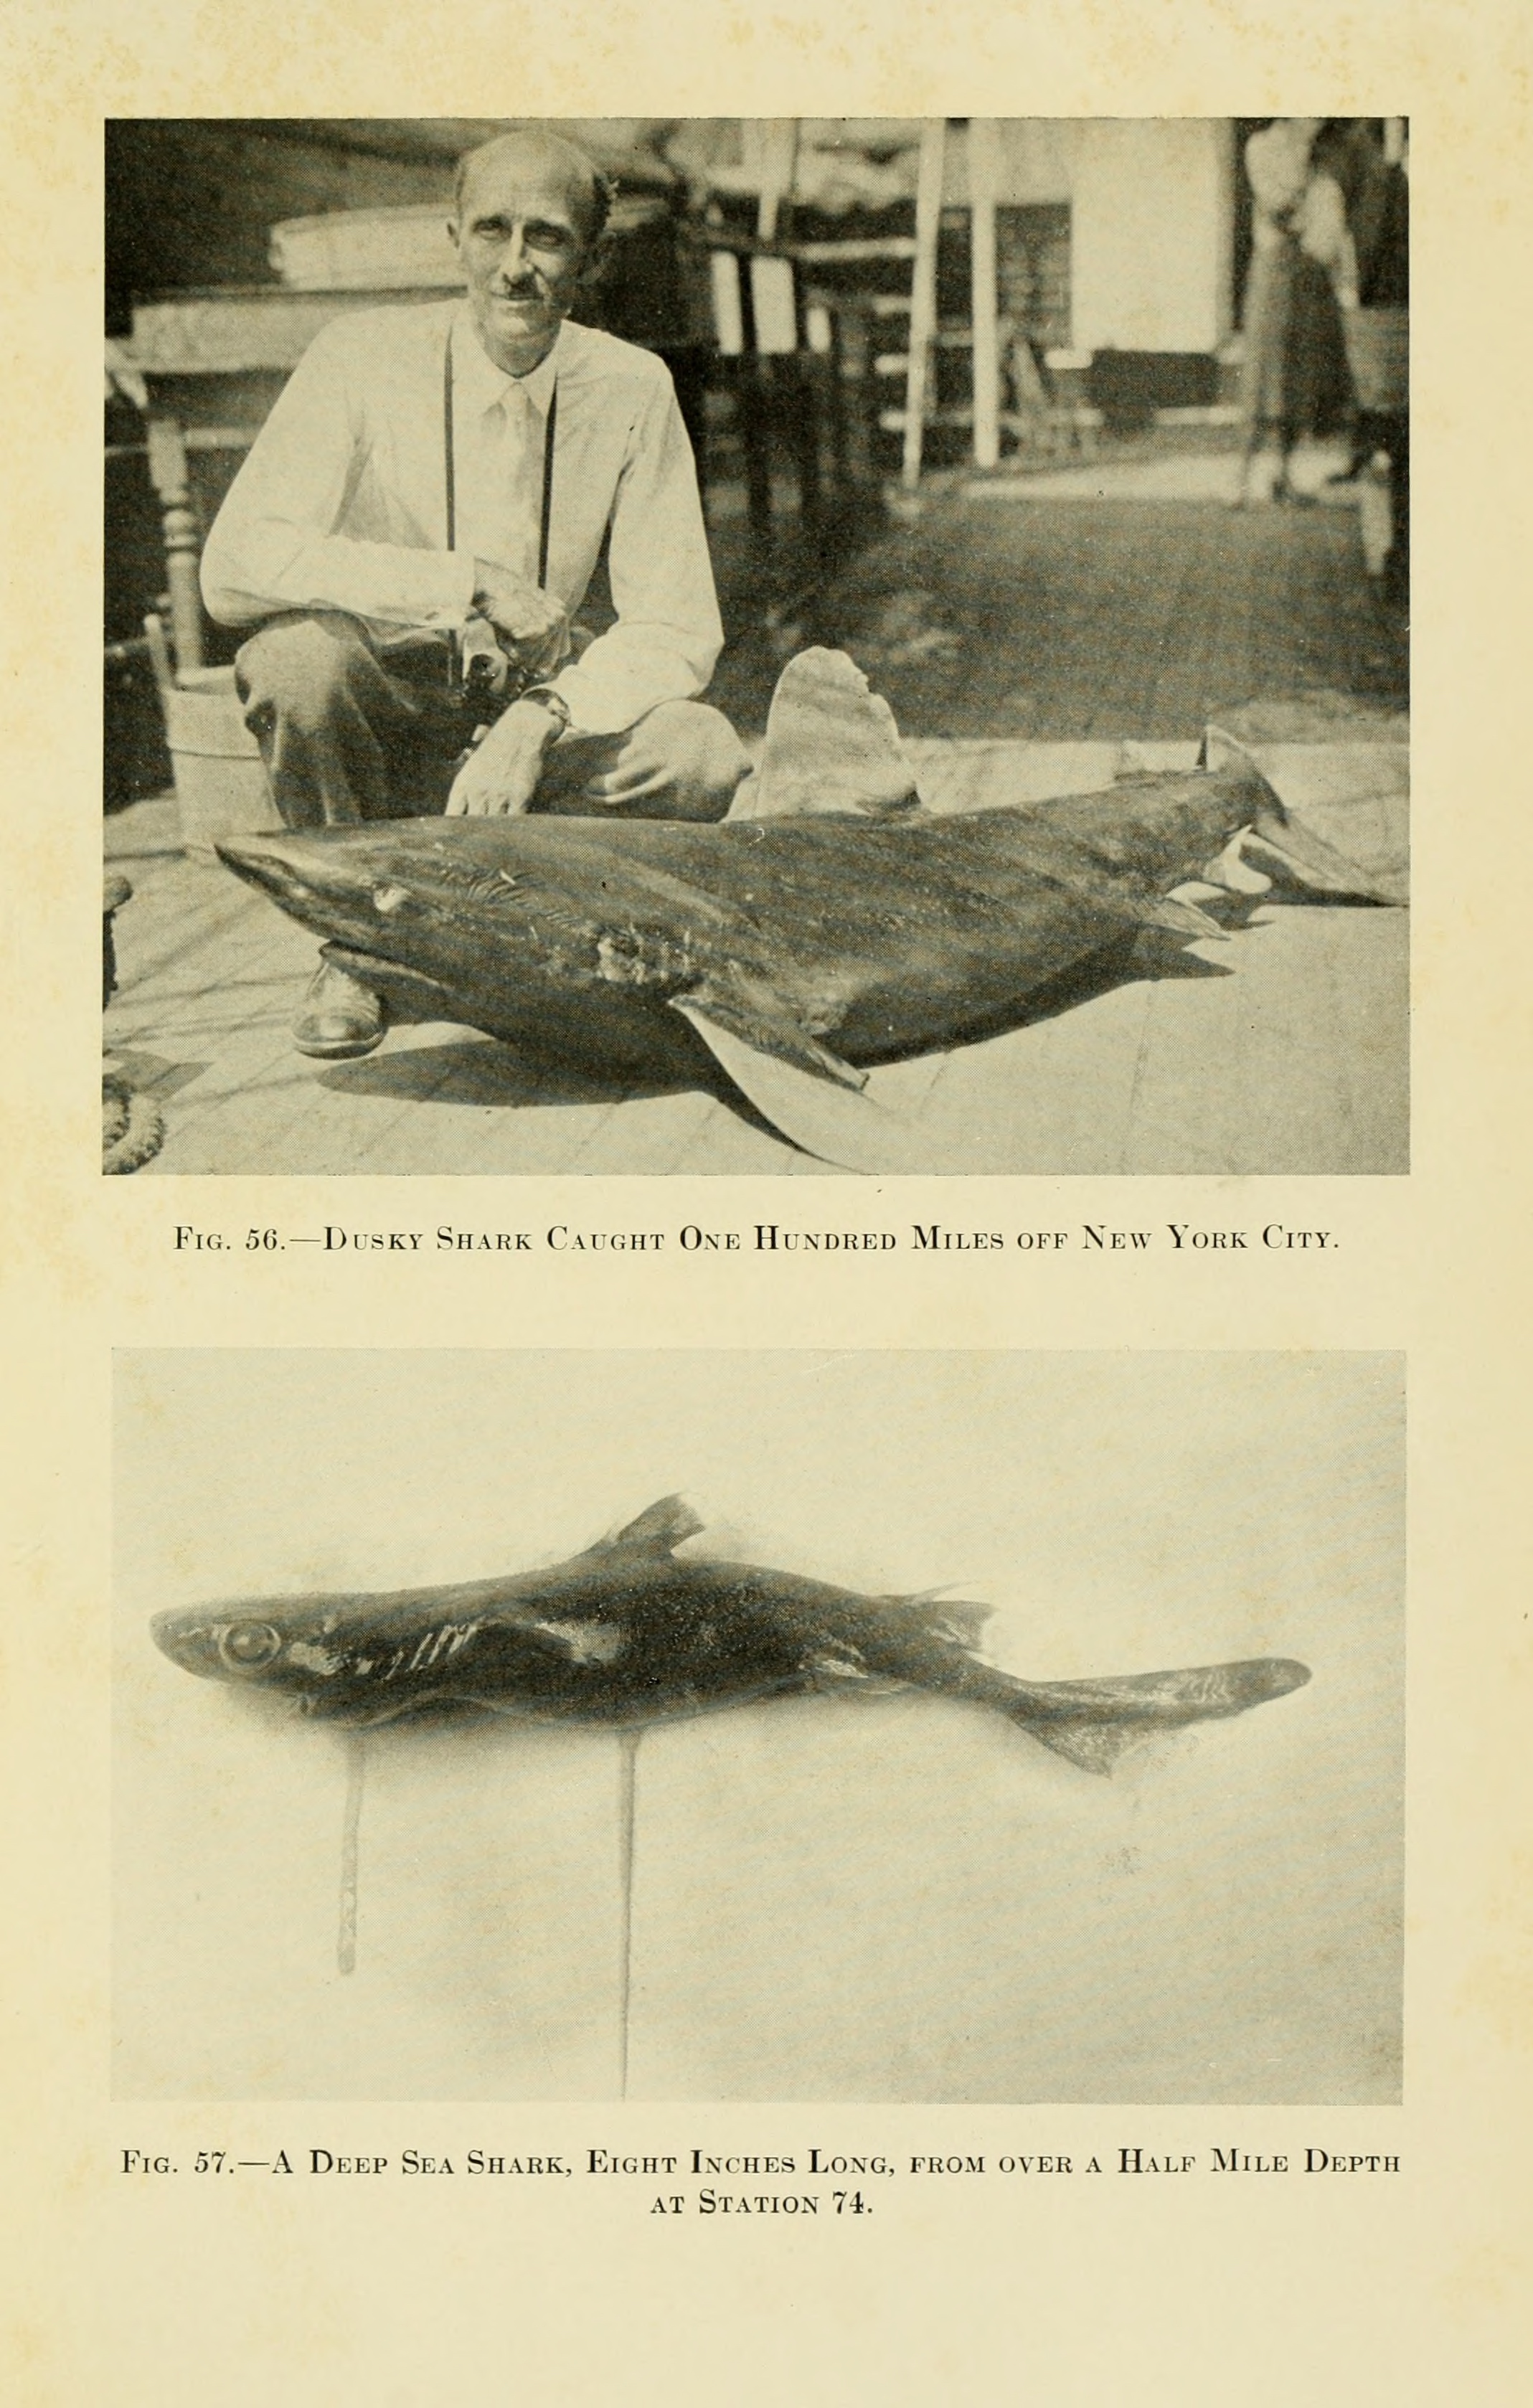 Fig. 56.—Dusky Shark Caught One Hundred Miles off New York City.
Fig. 57.—A Deep Sea Shark, Eight Inches Long, from over a Half Mile Depth
at Station 74.